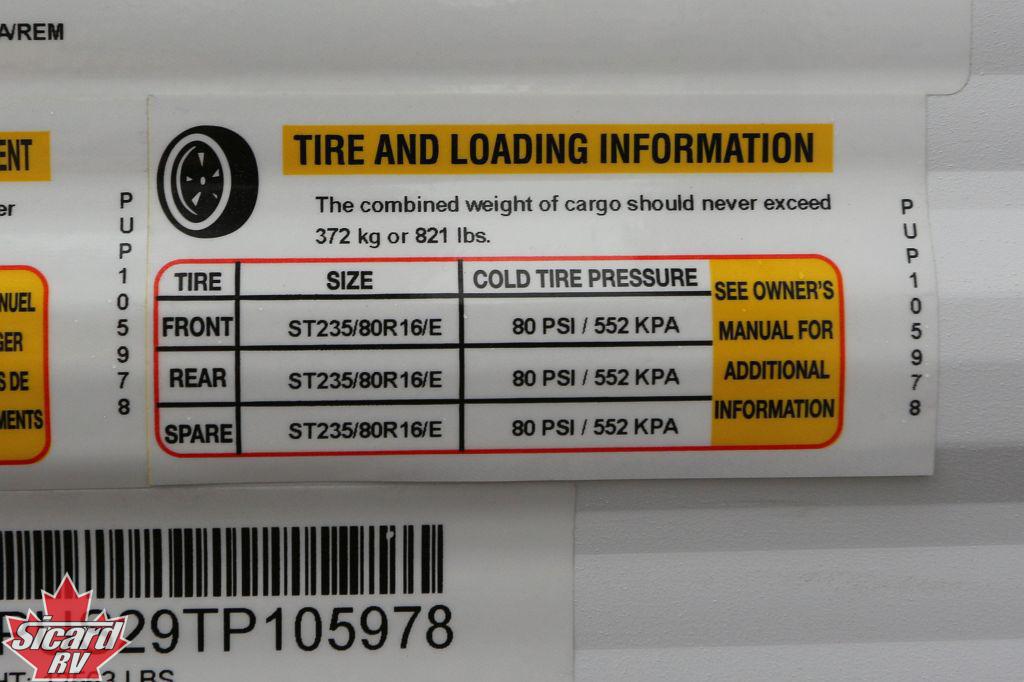 A/REM
ENT
er
NUEL
GER
S DE
MENTS
PUP105978
TIRE AND LOADING INFORMATION
The combined weight of cargo should never exceed
372 kg or 821 lbs.
TIRE SIZE COLD TIRE PRESSURE
FRONT ST235/80R16/E 80 PSI / 552 KPA
REAR ST235/80R16/E 80 PSI / 552 KPA
SPARE ST235/80R16/E 80 PSI / 552 KPA
SEE OWNER'S
MANUAL FOR
ADDITIONAL
INFORMATION
PUP105978
29TP105978
LBS
Sicard
RV